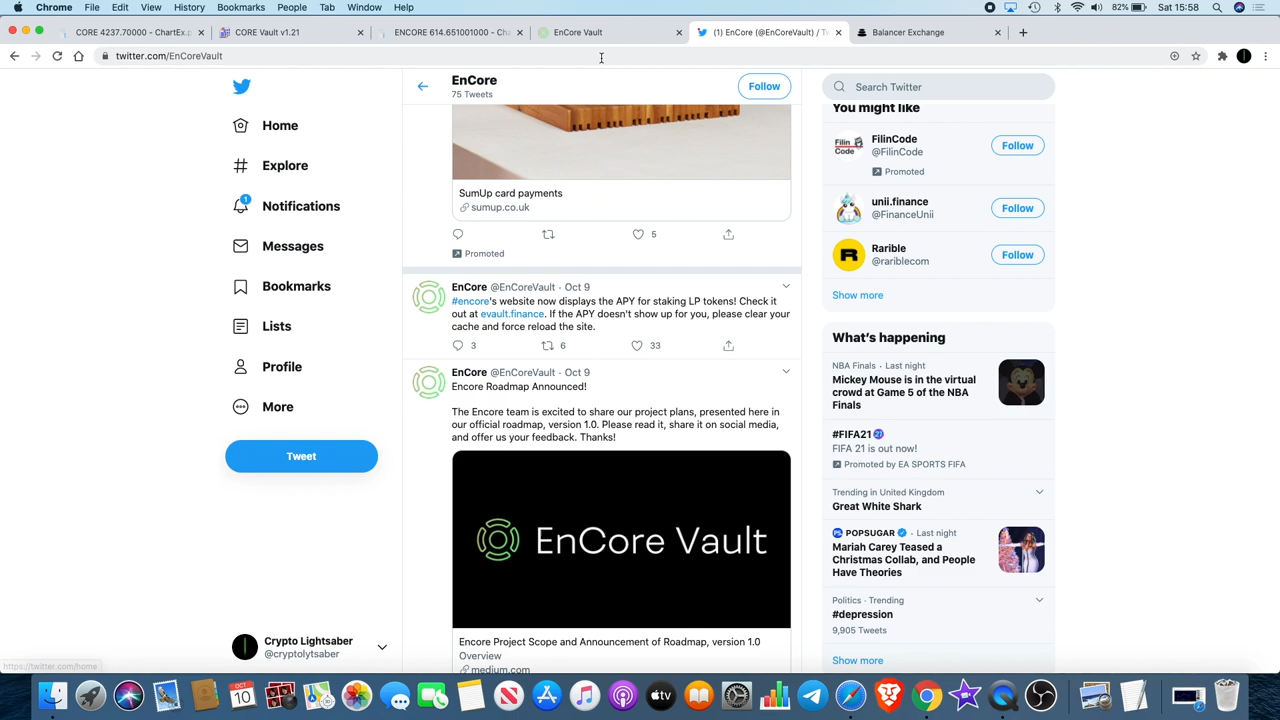 Chrome File Edit View History Bookmarks People Tab Window Help 82% Sat 15:58
CORE 4237.70000 - ChartEx.p
CORE Vault v1.21
ENCORE 614.651001000 - Cha
EnCore Vault
(1) EnCore (@EnCoreVault) / T
Balancer Exchange
twitter.com/EnCoreVault
EnCore
75 Tweets
Follow
Home
Explore
1
Notifications
Messages
Bookmarks
Lists
Profile
More
Tweet
Crypto Lightsaber
@cryptolytsaber
https://twitter.com/home
SumUp card payments
sumup.co.uk
5
Promoted
EnCore @EnCoreVault · Oct 9
#encore's website now displays the APY for staking LP tokens! Check it
out at evault.finance. If the APY doesn't show up for you, please clear your
cache and force reload the site.
3 6 33
EnCore @EnCoreVault · Oct 9
Encore Roadmap Announced!
The Encore team is excited to share our project plans, presented here in
our official roadmap, version 1.0. Please read it, share it on social media,
and offer us your feedback. Thanks!
EnCore Vault
Encore Project Scope and Announcement of Roadmap, version 1.0
Overview
medium.com
Search Twitter
You might like
Filin
Code
FilinCode
@FilinCode
Follow
Promoted
unii.finance
@FinanceUnii
Follow
R
Rarible
@rariblecom
Follow
Show more
What's happening
NBA Finals · Last night
Mickey Mouse is in the virtual
crowd at Game 5 of the NBA
Finals
#FIFA21
FIFA 21 is out now!
Promoted by EA SPORTS FIFA
Trending in United Kingdom
Great White Shark
POPSUGAR · Last night
Mariah Carey Teased a
Christmas Collab, and People
Have Theories
Politics · Trending
#depression
9,905 Tweets
Show more
OCT
10
tv